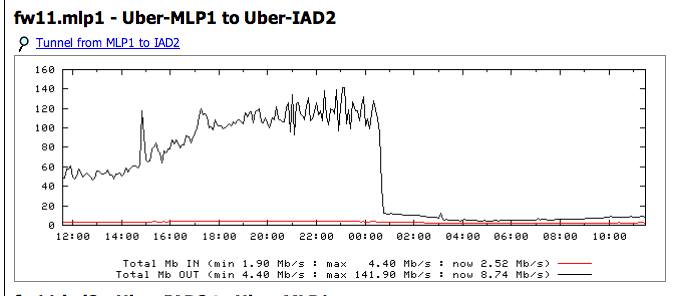 fw11.mlp1 - Uber-MLP1 to Uber-IAD2
Tunnel from MLP1 to IAD2
160
140
120
100
80
60
40
20
0
12:00 14:00 16:00 18:00 20:00 22:00 00:00 02:00 04:00 06:00 08:00 10:00
Total Mb IN (min 1.90 Mb/s : max 4.40 Mb/s : now 2.52 Mb/s)
Total Mb OUT (min 4.40 Mb/s : max 141.90 Mb/s : now 8.74 Mb/s)